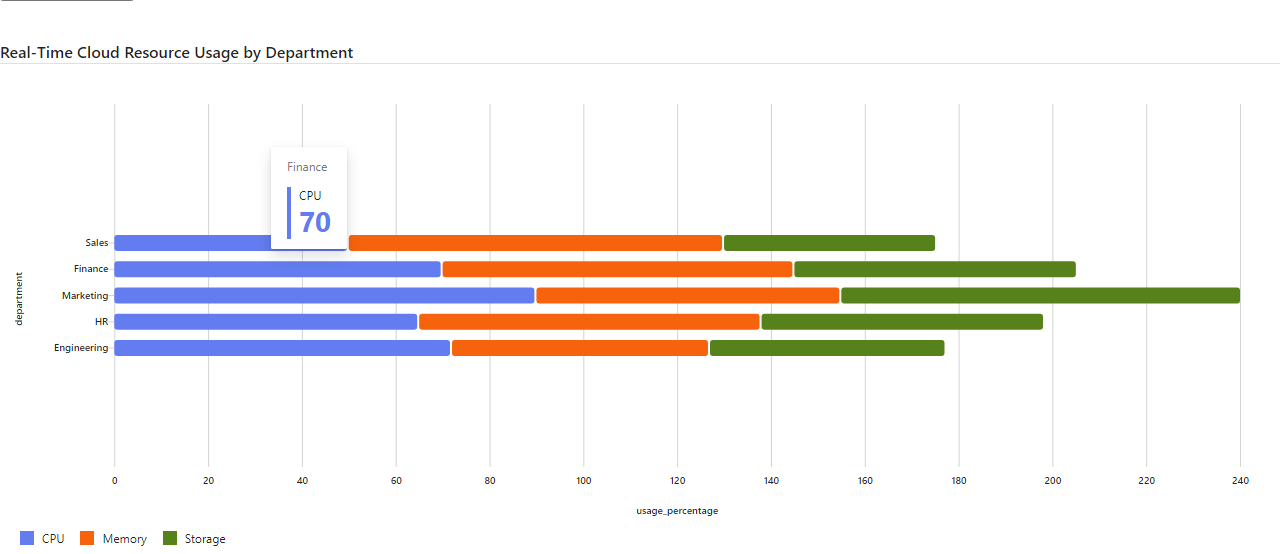 Real-Time Cloud Resource Usage by Department
Finance
CPU
70
Sales
Finance
Marketing
HR
Engineering
department
0 20 40 60 80 100 120 140 160 180 200 220 240
usage_percentage
CPU Memory Storage